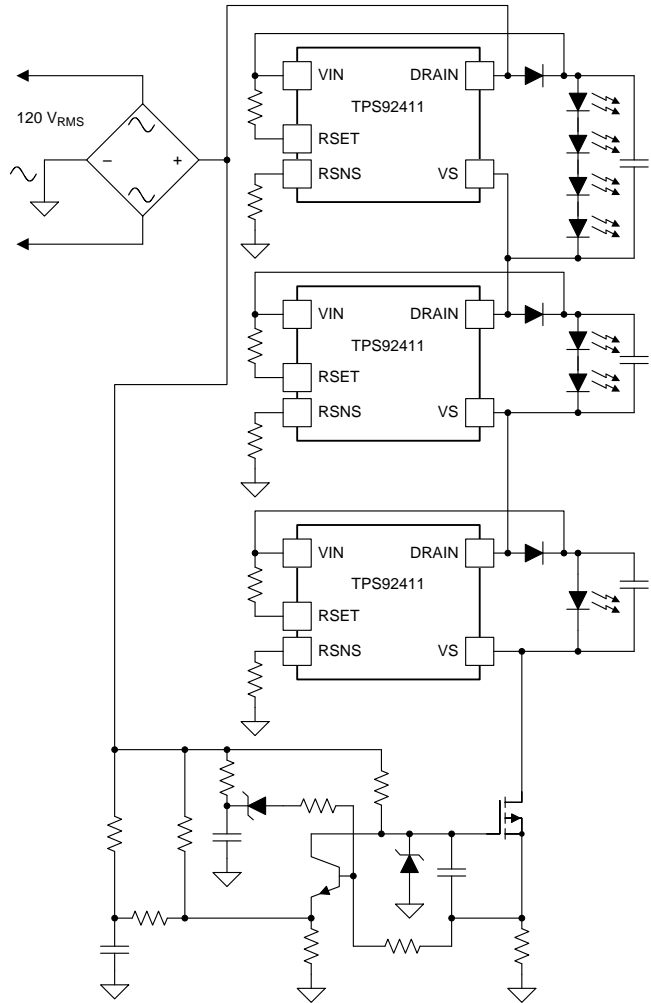 VIN
DRAIN
TPS92411
120 VRMS
RSET
RSNS
VS
– +
VIN
DRAIN
TPS92411
RSET
RSNS
VS
VIN
DRAIN
TPS92411
RSET
RSNS
VS